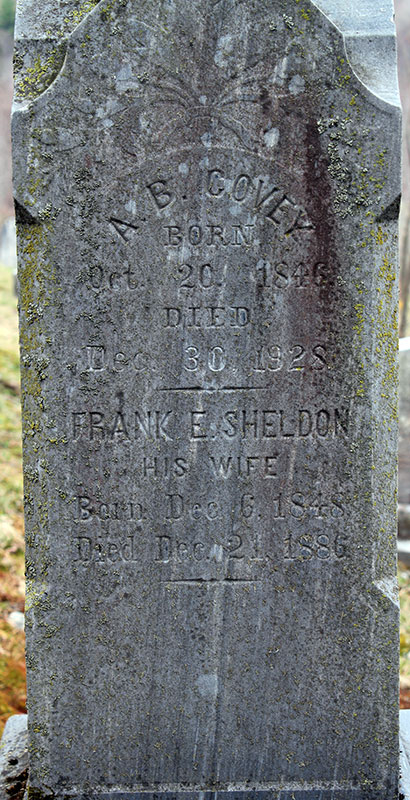 A. B. COVEY
BORN
Oct. 20. 1846
DIED
Dec. 30, 1928
FRANK E. SHELDON
HIS WIFE
Born Dec. 6, 1848
Died Dec. 21, 1886